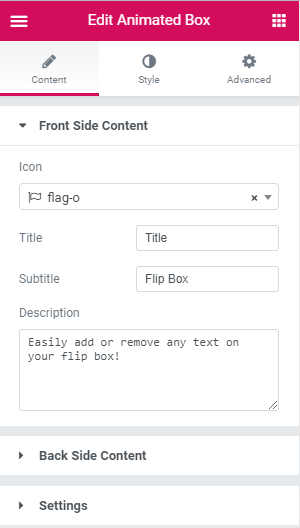 Edit Animated Box
Content Style Advanced
Front Side Content
Icon
flag-o × 
Title Title
Subtitle Flip Box
Description
Easily add or remove any text on
your flip box!
Back Side Content
Settings